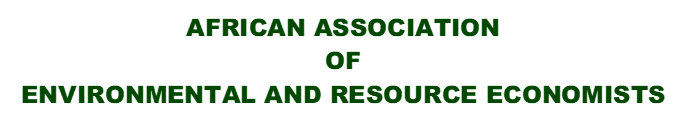 AFRICAN ASSOCIATION
OF
ENVIRONMENTAL AND RESOURCE ECONOMISTS